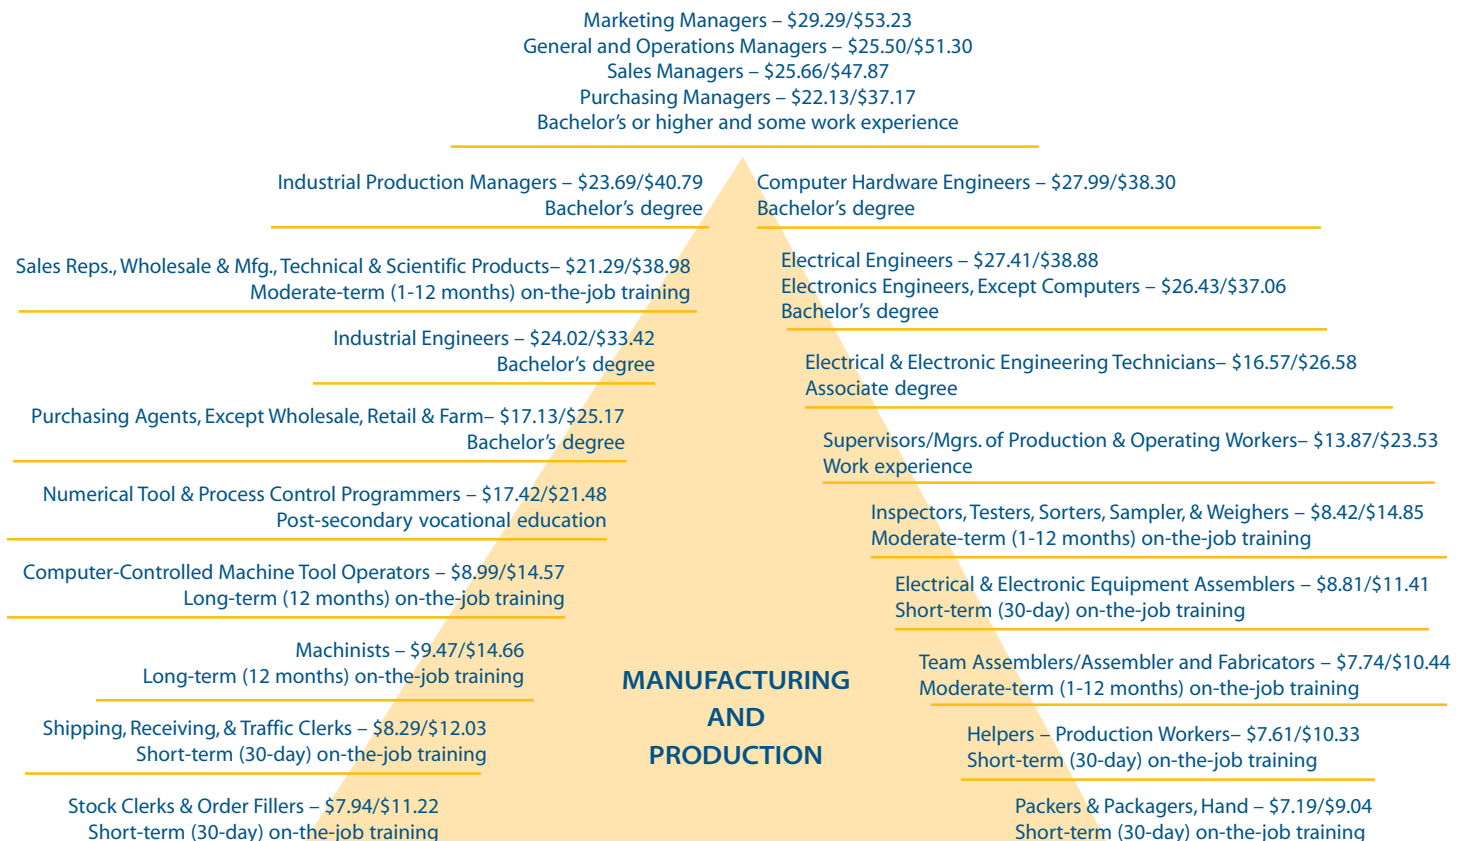 Marketing Managers – $29.29/$53.23
General and Operations Managers – $25.50/$51.30
Sales Managers – $25.66/$47.87
Purchasing Managers – $22.13/$37.17
Bachelor's or higher and some work experience
Industrial Production Managers – $23.69/$40.79
Bachelor's degree
Sales Reps., Wholesale & Mfg., Technical & Scientific Products– $21.29/$38.98
Moderate-term (1-12 months) on-the-job training
Industrial Engineers – $24.02/$33.42
Bachelor's degree
Purchasing Agents, Except Wholesale, Retail & Farm– $17.13/$25.17
Bachelor's degree
Numerical Tool & Process Control Programmers – $17.42/$21.48
Post-secondary vocational education
Computer-Controlled Machine Tool Operators – $8.99/$14.57
Long-term (12 months) on-the-job training
Machinists – $9.47/$14.66
Long-term (12 months) on-the-job training
Shipping, Receiving, & Traffic Clerks – $8.29/$12.03
Short-term (30-day) on-the-job training
Stock Clerks & Order Fillers – $7.94/$11.22
Short-term (30-day) on-the-job training
MANUFACTURING
AND
PRODUCTION
Computer Hardware Engineers – $27.99/$38.30
Bachelor's degree
Electrical Engineers – $27.41/$38.88
Electronics Engineers, Except Computers – $26.43/$37.06
Bachelor's degree
Electrical & Electronic Engineering Technicians– $16.57/$26.58
Associate degree
Supervisors/Mgrs. of Production & Operating Workers– $13.87/$23.53
Work experience
Inspectors, Testers, Sorters, Sampler, & Weighers – $8.42/$14.85
Moderate-term (1-12 months) on-the-job training
Electrical & Electronic Equipment Assemblers – $8.81/$11.41
Short-term (30-day) on-the-job training
Team Assemblers/Assembler and Fabricators – $7.74/$10.44
Moderate-term (1-12 months) on-the-job training
Helpers – Production Workers– $7.61/$10.33
Short-term (30-day) on-the-job training
Packers & Packagers, Hand – $7.19/$9.04
Short-term (30-day) on-the-job training